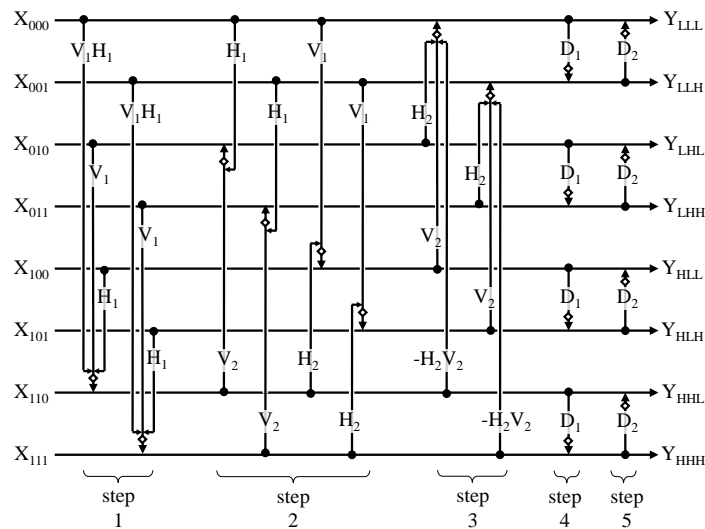 X000 Y LLL
V1H1 H1 V1
D1 D2
X001 Y LLH
V1H1 H1 V1 H2
X010 Y LHL
V1 H2 D1 D2
X011 Y LHH
V1 V2
X100 Y HLL
H1 V2 D1 D2
X101 Y HLH
H1 V2 H2 -H2V2
X110 Y HHL
V2 H2 -H2V2 D1 D2
X111 Y HHH
step step step step step
1 2 3 4 5